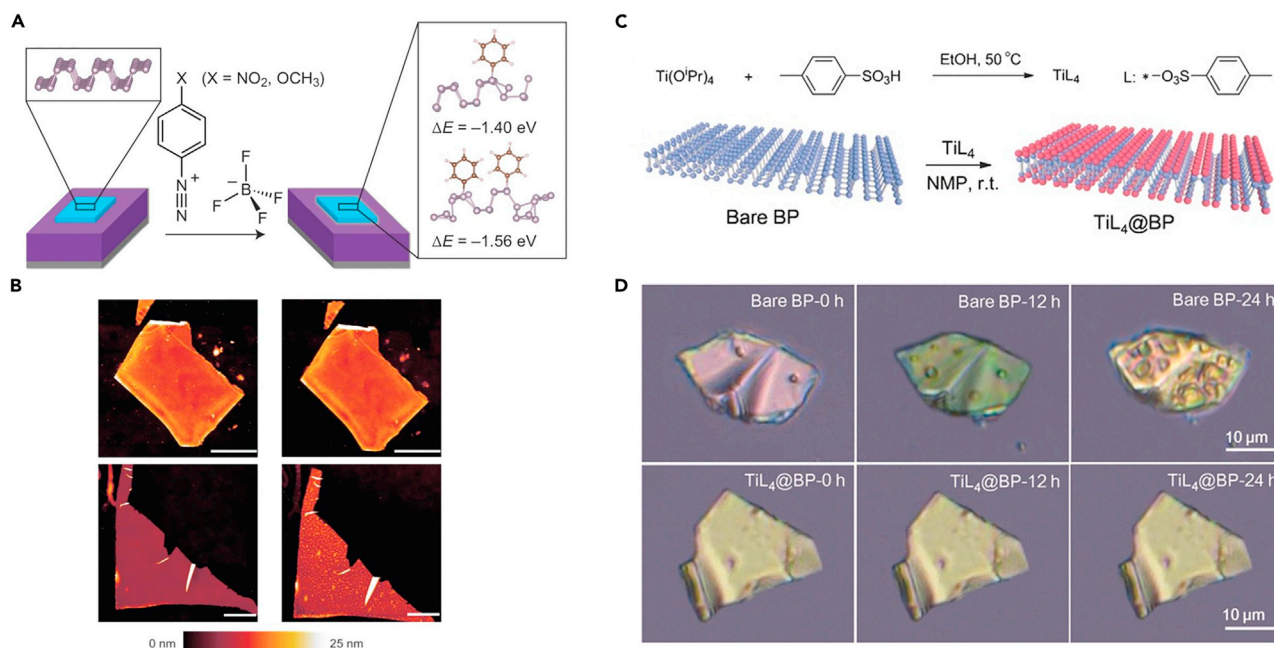 A
X (X = NO2, OCH3)
N
+
N
F
B
−
F
F
F
ΔE = –1.40 eV
ΔE = –1.56 eV
B
0 nm 25 nm
C
Ti(OiPr)4 + SO3H EtOH, 50 °C TiL4 L: *–O3S
Bare BP
TiL4
NMP, r.t.
TiL4@BP
D
Bare BP-0 h
Bare BP-12 h
Bare BP-24 h
10 µm
TiL4@BP-0 h
TiL4@BP-12 h
TiL4@BP-24 h
10 µm